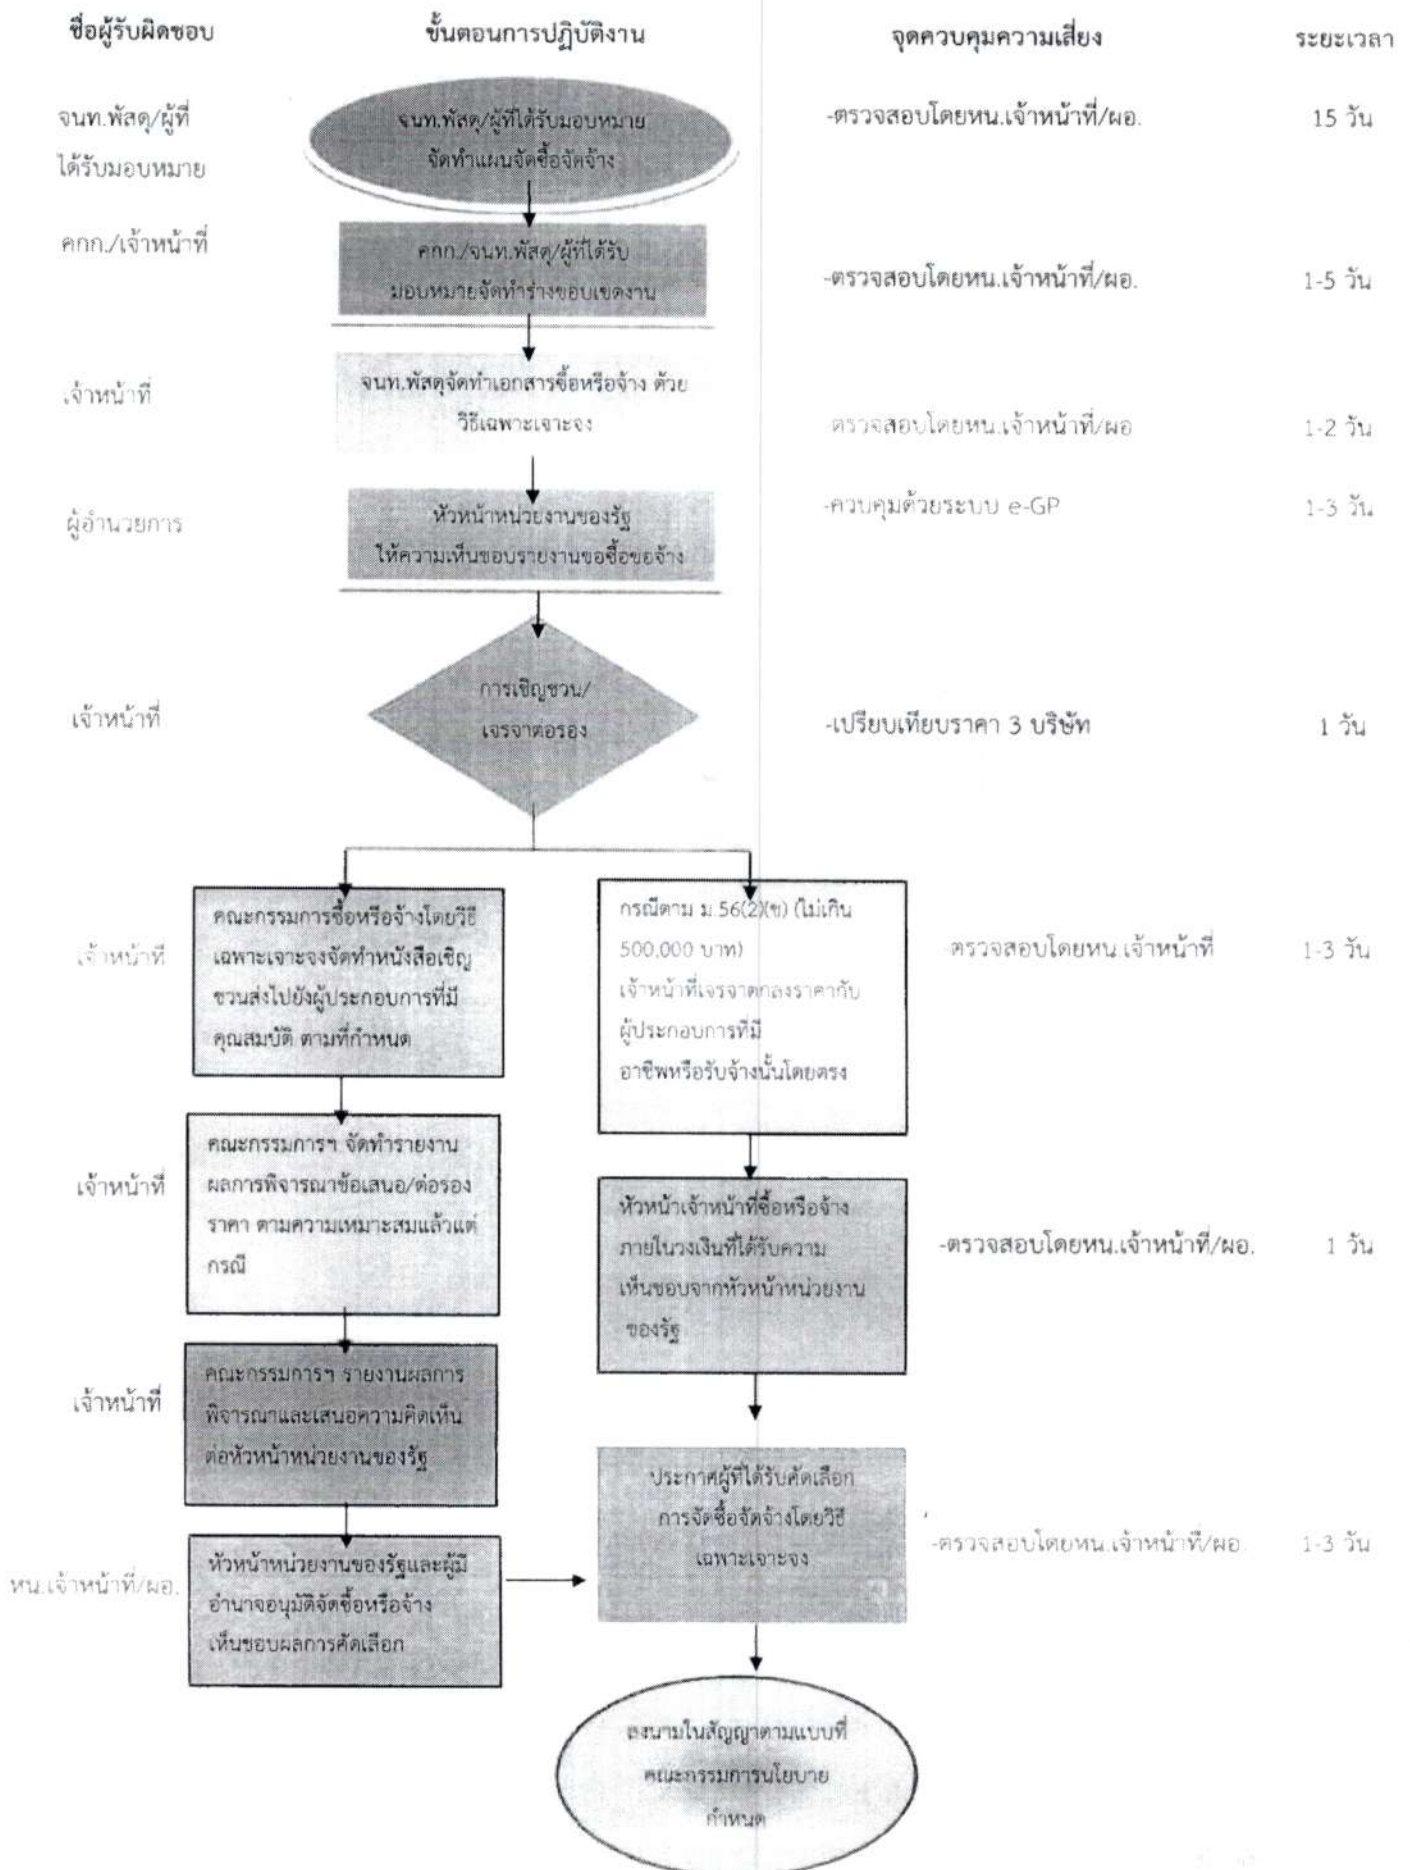 ชื่อผู้รับผิดชอบ
ขั้นตอนการปฏิบัติงาน
จุดควบคุมความเสี่ยง
ระยะเวลา
จนท.พัสดุ/ผู้ที่
ได้รับมอบหมาย
จนท.พัสดุ/ผู้ที่ได้รับมอบหมาย
จัดทำแผนจัดซื้อจัดจ้าง
-ตรวจสอบโดยหน.เจ้าหน้าที่/ผอ.
15 วัน
คกก./เจ้าหน้าที่
คกก./จนท.พัสดุ/ผู้ที่ได้รับ
มอบหมายจัดทำร่างขอบเขตงาน
-ตรวจสอบโดยหน.เจ้าหน้าที่/ผอ.
1-5 วัน
เจ้าหน้าที่
จนท.พัสดุจัดทำเอกสารซื้อหรือจ้าง ด้วย
วิธีเฉพาะเจาะจง
-ตรวจสอบโดยหน.เจ้าหน้าที่/ผอ
1-2 วัน
ผู้อำนวยการ
หัวหน้าหน่วยงานของรัฐ
ให้ความเห็นชอบรายงานขอซื้อขอจ้าง
-ควบคุมด้วยระบบ e-GP
1-3 วัน
เจ้าหน้าที่
การเชิญชวน/
เจรจาต่อรอง
-เปรียบเทียบราคา 3 บริษัท
1 วัน
เจ้าหน้าที่
คณะกรรมการซื้อหรือจ้างโดยวิธี
เฉพาะเจาะจงจัดทำหนังสือเชิญ
ชวนส่งไปยังผู้ประกอบการที่มี
คุณสมบัติ ตามที่กำหนด
กรณีตาม ม.56(2)(ข) (ไม่เกิน
500,000 บาท)
เจ้าหน้าที่เจรจาตกลงราคากับ
ผู้ประกอบการที่มี
อาชีพหรือรับจ้างนั้นโดยตรง
-ตรวจสอบโดยหน.เจ้าหน้าที่
1-3 วัน
เจ้าหน้าที่
คณะกรรมการฯ จัดทำรายงาน
ผลการพิจารณาข้อเสนอ/ต่อรอง
ราคา ตามความเหมาะสมแล้วแต่
กรณี
หัวหน้าเจ้าหน้าที่ซื้อหรือจ้าง
ภายในวงเงินที่ได้รับความ
เห็นชอบจากหัวหน้าหน่วยงาน
ของรัฐ
-ตรวจสอบโดยหน.เจ้าหน้าที่/ผอ.
1 วัน
เจ้าหน้าที่
คณะกรรมการฯ รายงานผลการ
พิจารณาและเสนอความคิดเห็น
ต่อหัวหน้าหน่วยงานของรัฐ
ประกาศผู้ที่ได้รับคัดเลือก
การจัดซื้อจัดจ้างโดยวิธี
เฉพาะเจาะจง
-ตรวจสอบโดยหน.เจ้าหน้าที่/ผอ.
1-3 วัน
หน.เจ้าหน้าที่/ผอ.
หัวหน้าหน่วยงานของรัฐและผู้มี
อำนาจอนุมัติจัดซื้อหรือจ้าง
เห็นชอบผลการคัดเลือก
ลงนามในสัญญาตามแบบที่
คณะกรรมการนโยบาย
กำหนด